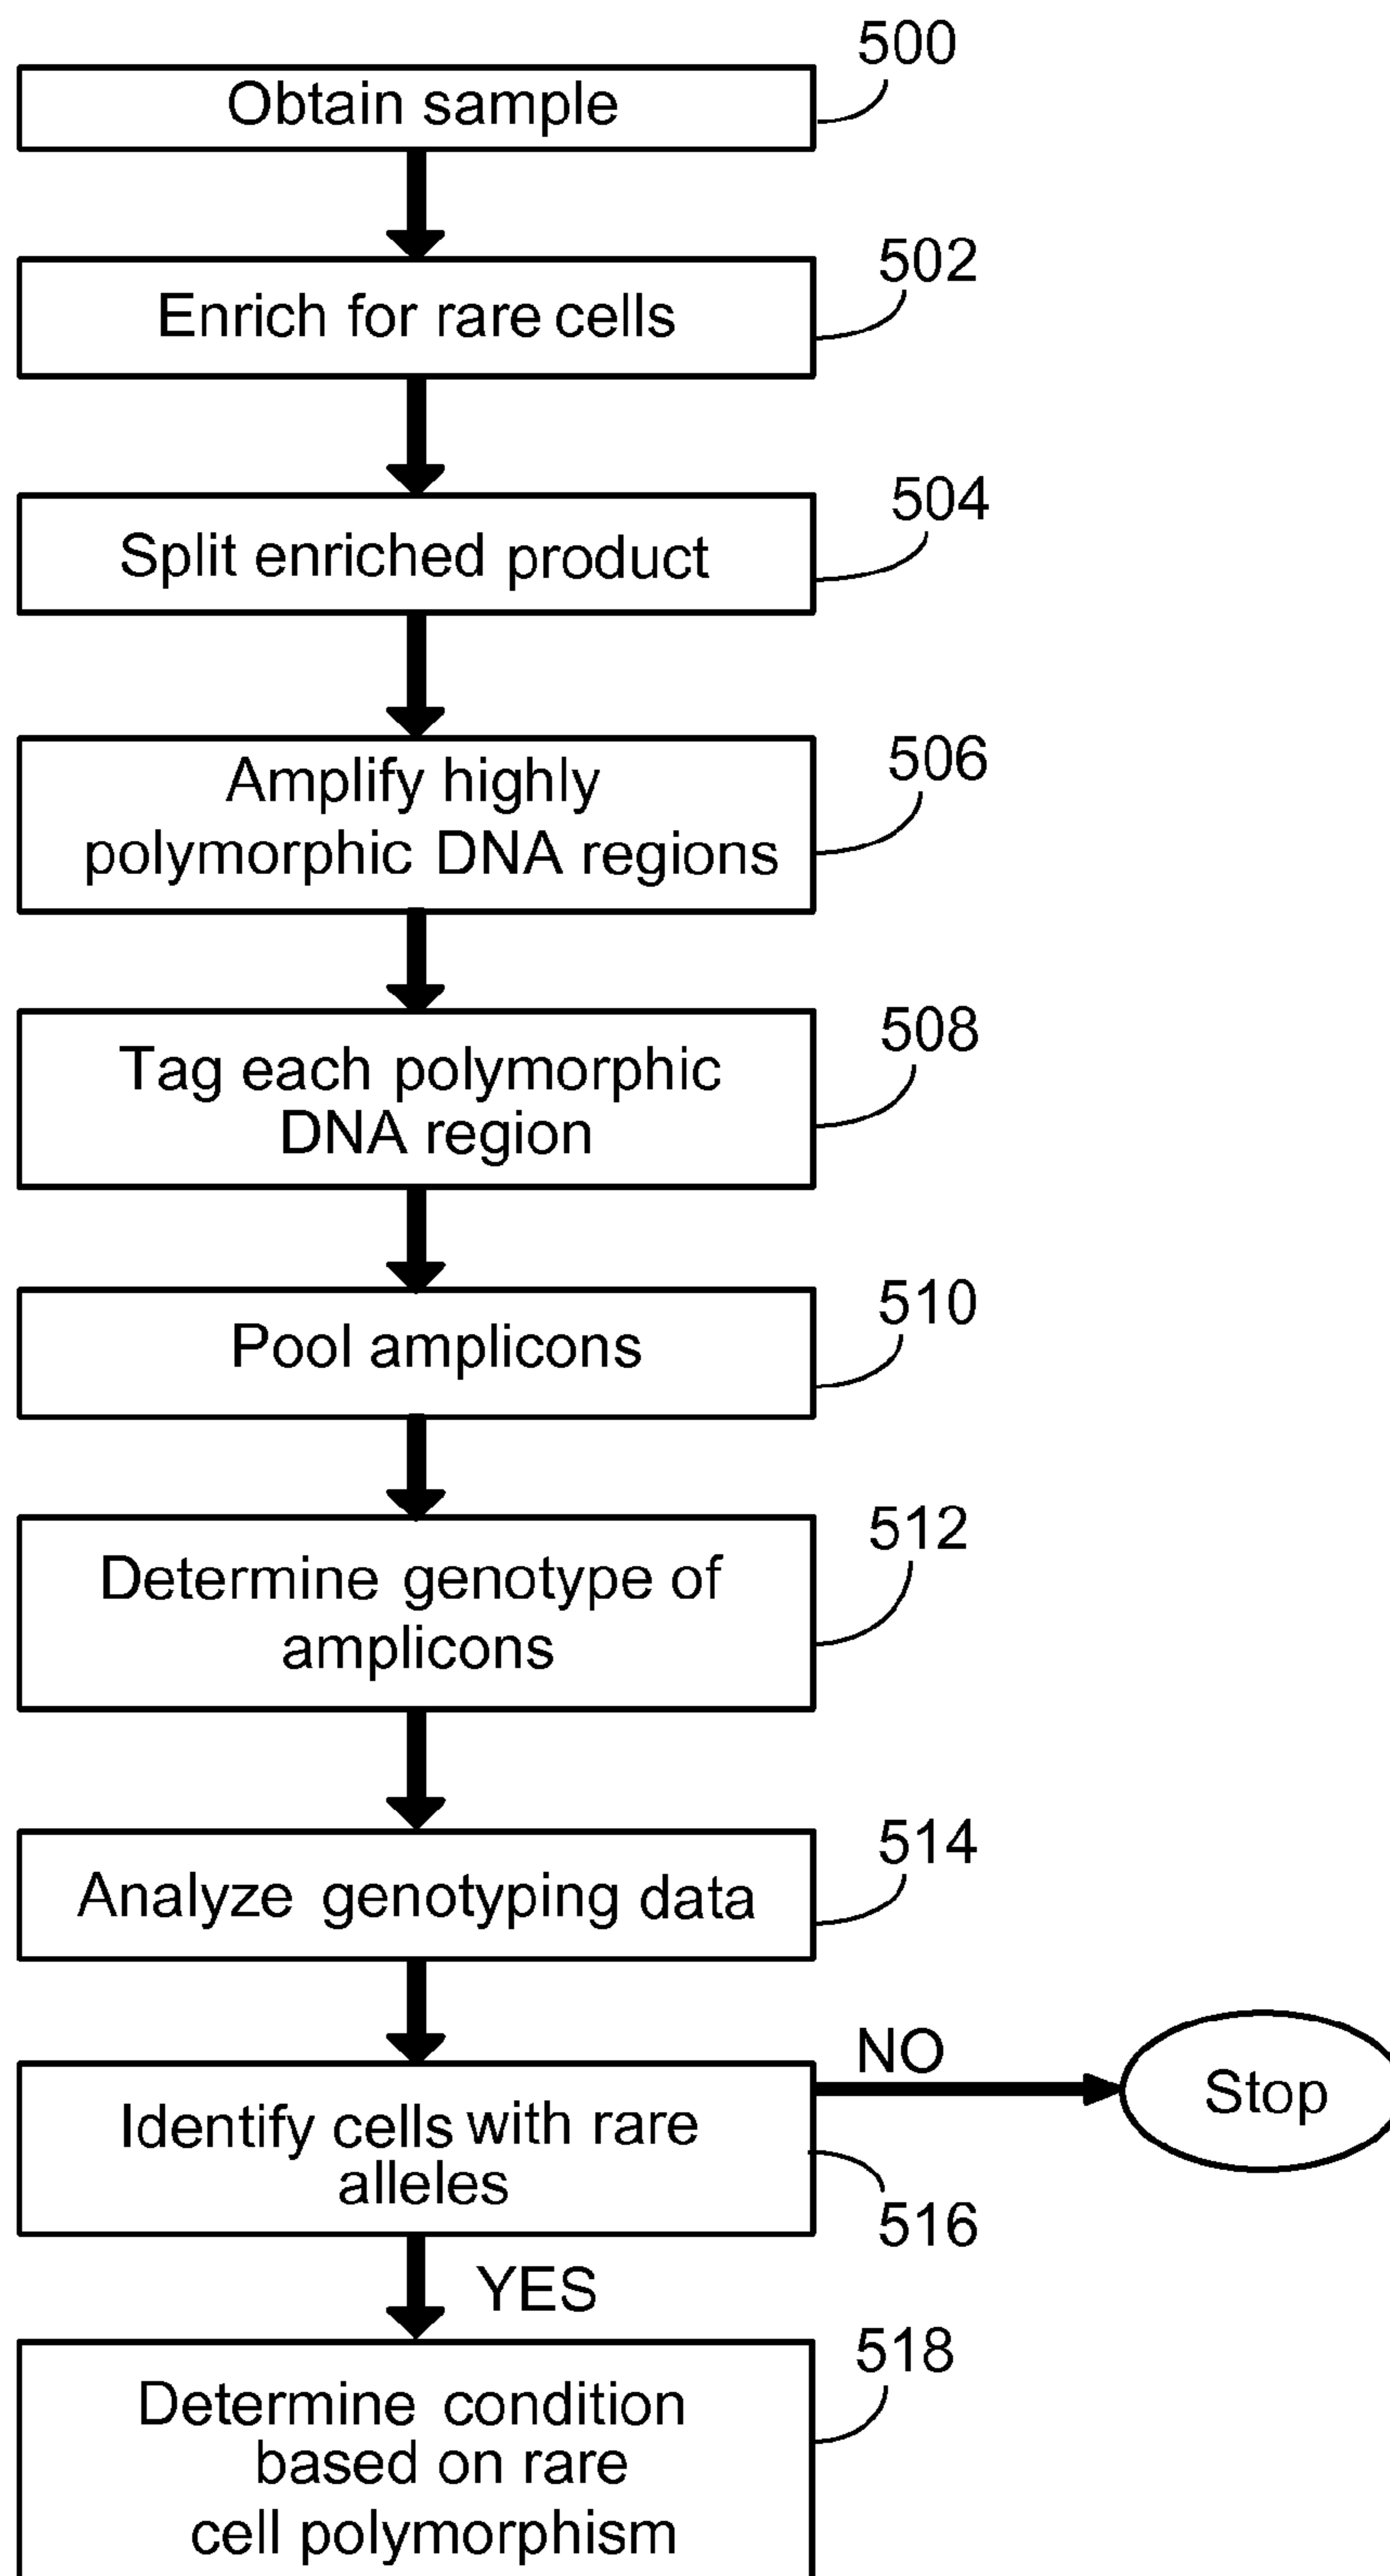 500
Obtain sample
502
Enrich for rare cells
504
Split enriched product
506
Amplify highly
polymorphic DNA regions
508
Tag each polymorphic
DNA region
510
Pool amplicons
512
Determine genotype of
amplicons
514
Analyze genotyping data
NO
Stop
Identify cells with rare
alleles
516
YES
518
Determine condition
based on rare
cell polymorphism